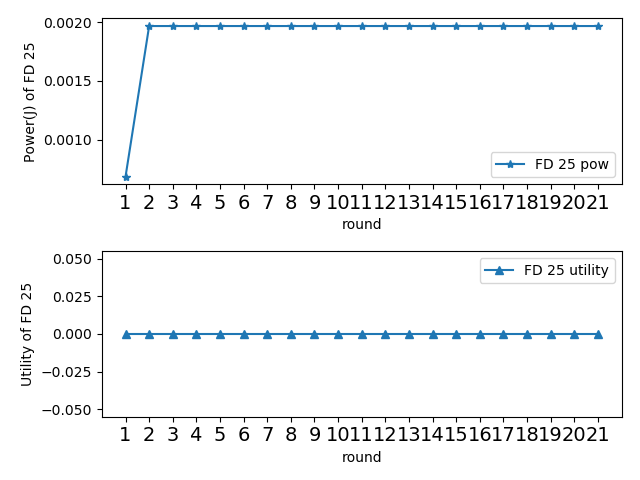 0.0020
0.0015
0.0010
Power(J) of FD 25
FD 25 pow
1 2 3 4 5 6 7 8 9 10 11 12 13 14 15 16 17 18 19 20 21
round
0.050
0.025
0.000
−0.025
−0.050
Utility of FD 25
FD 25 utility
1 2 3 4 5 6 7 8 9 10 11 12 13 14 15 16 17 18 19 20 21
round